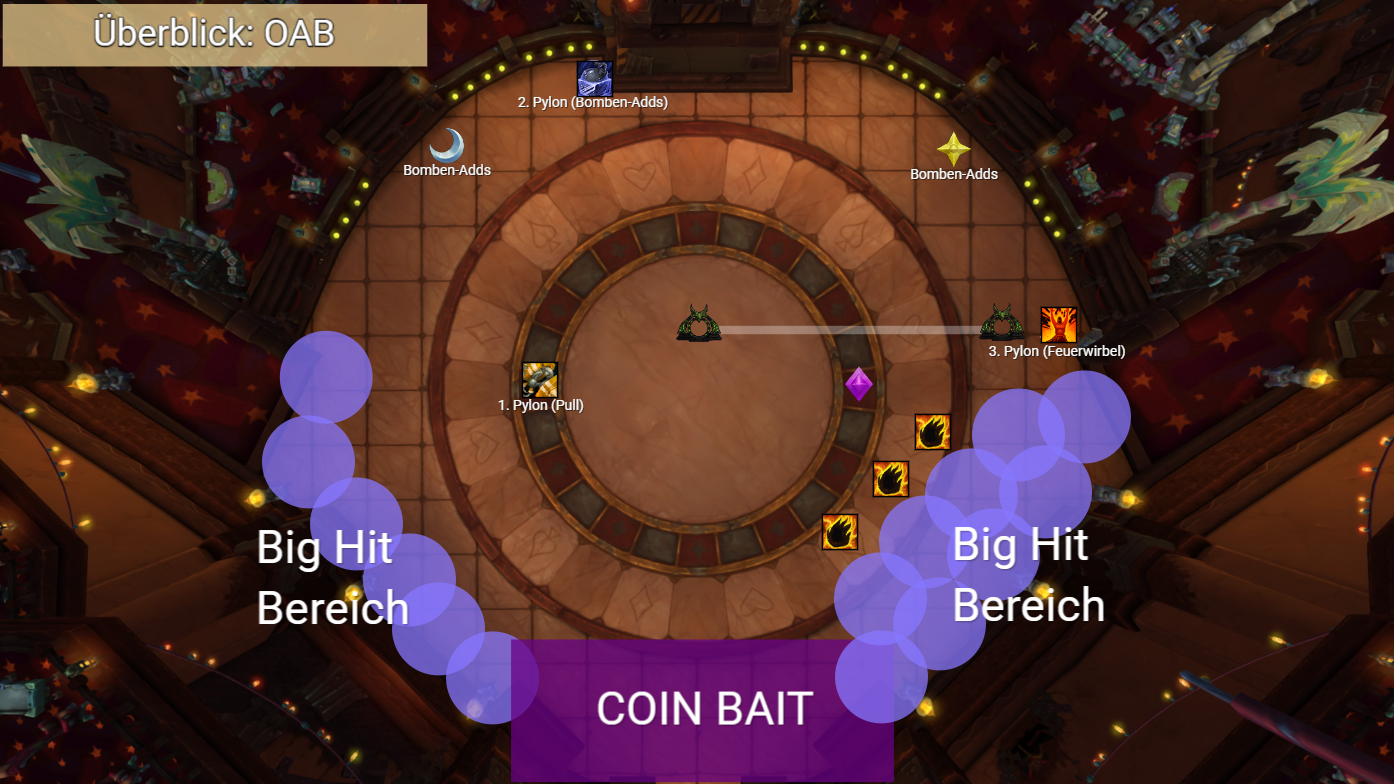 Überblick: OAB
2. Pylon (Bomben-Adds)
Bomben-Adds
Bomben-Adds
3. Pylon (Feuerwirbel)
1. Pylon (Pull)
Big Hit
Bereich
Big Hit
Bereich
COIN BAIT